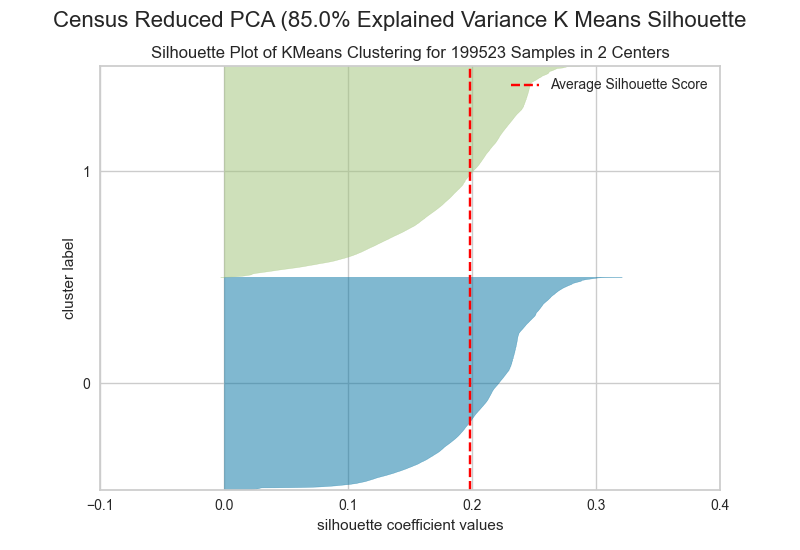 Census Reduced PCA (85.0% Explained Variance K Means Silhouette
Silhouette Plot of KMeans Clustering for 199523 Samples in 2 Centers
Average Silhouette Score
1
cluster label
0
−0.1 0.0 0.1 0.2 0.3 0.4
silhouette coefficient values